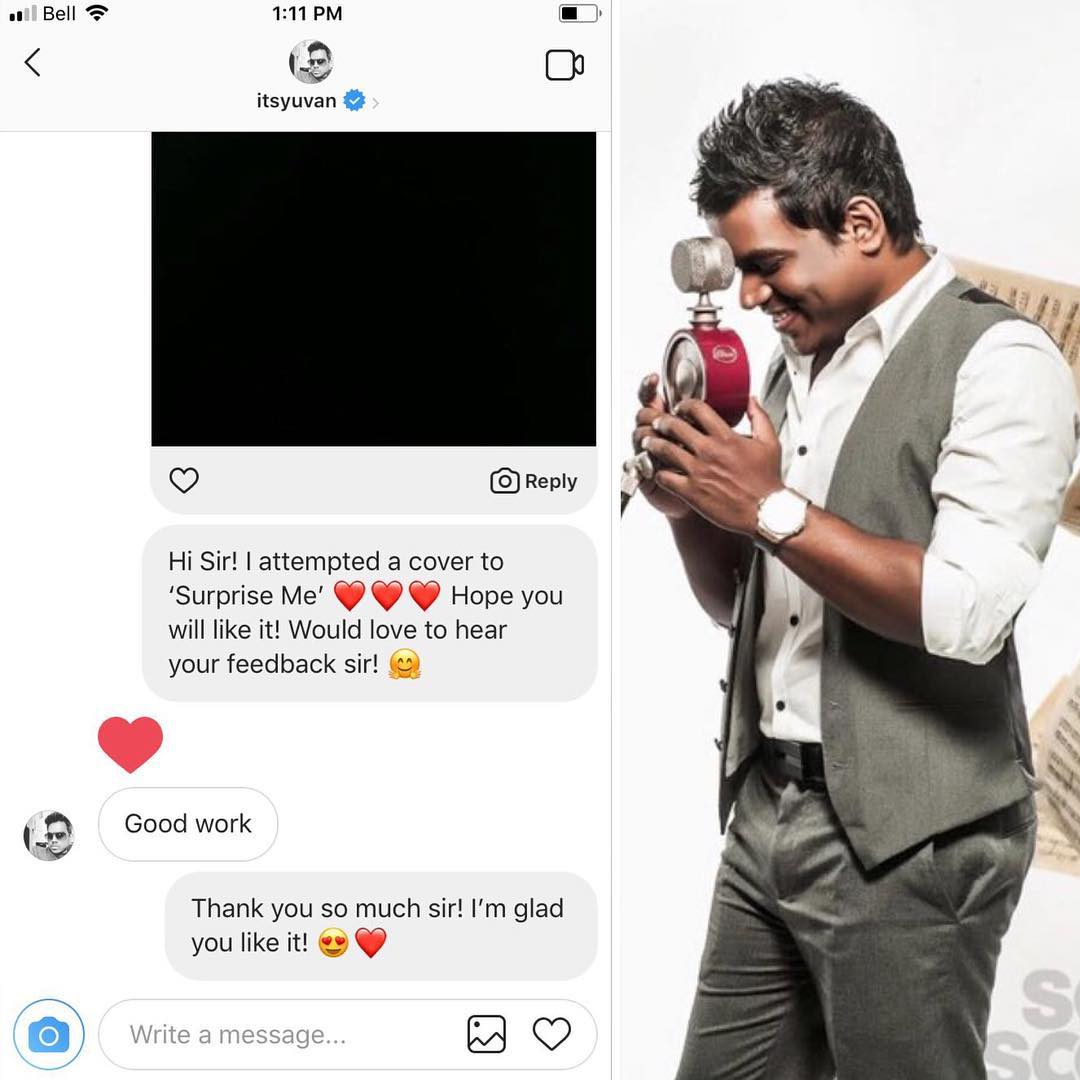 Bell
1:11 PM
itsyuvan
Reply
Hi Sir! I attempted a cover to
‘Surprise Me’ ❤️❤️❤️ Hope you
will like it! Would love to hear
your feedback sir! 🤗
Good work
Thank you so much sir! I’m glad
you like it! 😍❤️
Write a message...